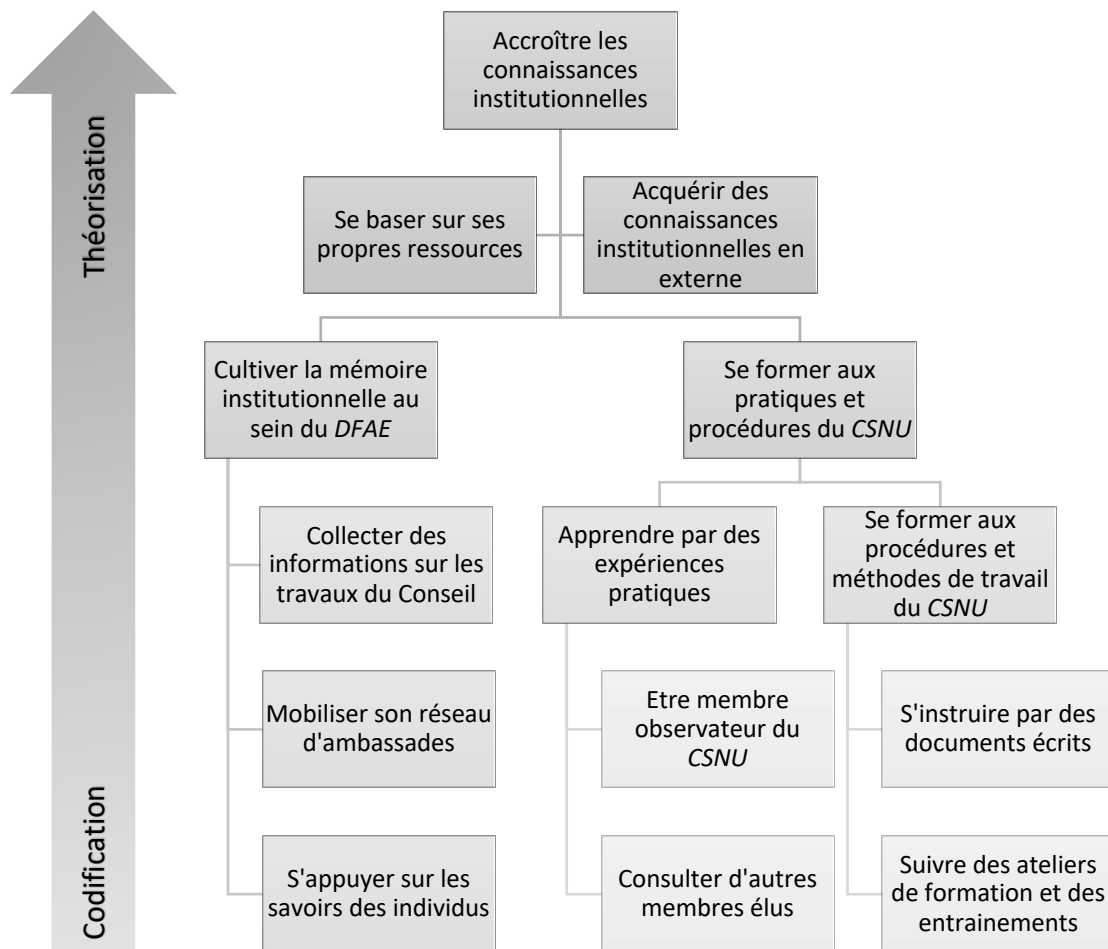 Théorisation
Codification
Accroître les
connaissances
institutionnelles
Se baser sur ses
propres ressources
Acquérir des
connaissances
institutionnelles en
externe
Cultiver la mémoire
institutionnelle au
sein du DFAE
Se former aux
pratiques et
procédures du CSNU
Collecter des
informations sur les
travaux du Conseil
Apprendre par des
expériences
pratiques
Se former aux
procédures et
méthodes de travail
du CSNU
Mobiliser son réseau
d'ambassades
Etre membre
observateur du
CSNU
S'instruire par des
documents écrits
S'appuyer sur les
savoirs des individus
Consulter d'autres
membres élus
Suivre des ateliers
de formation et des
entrainements